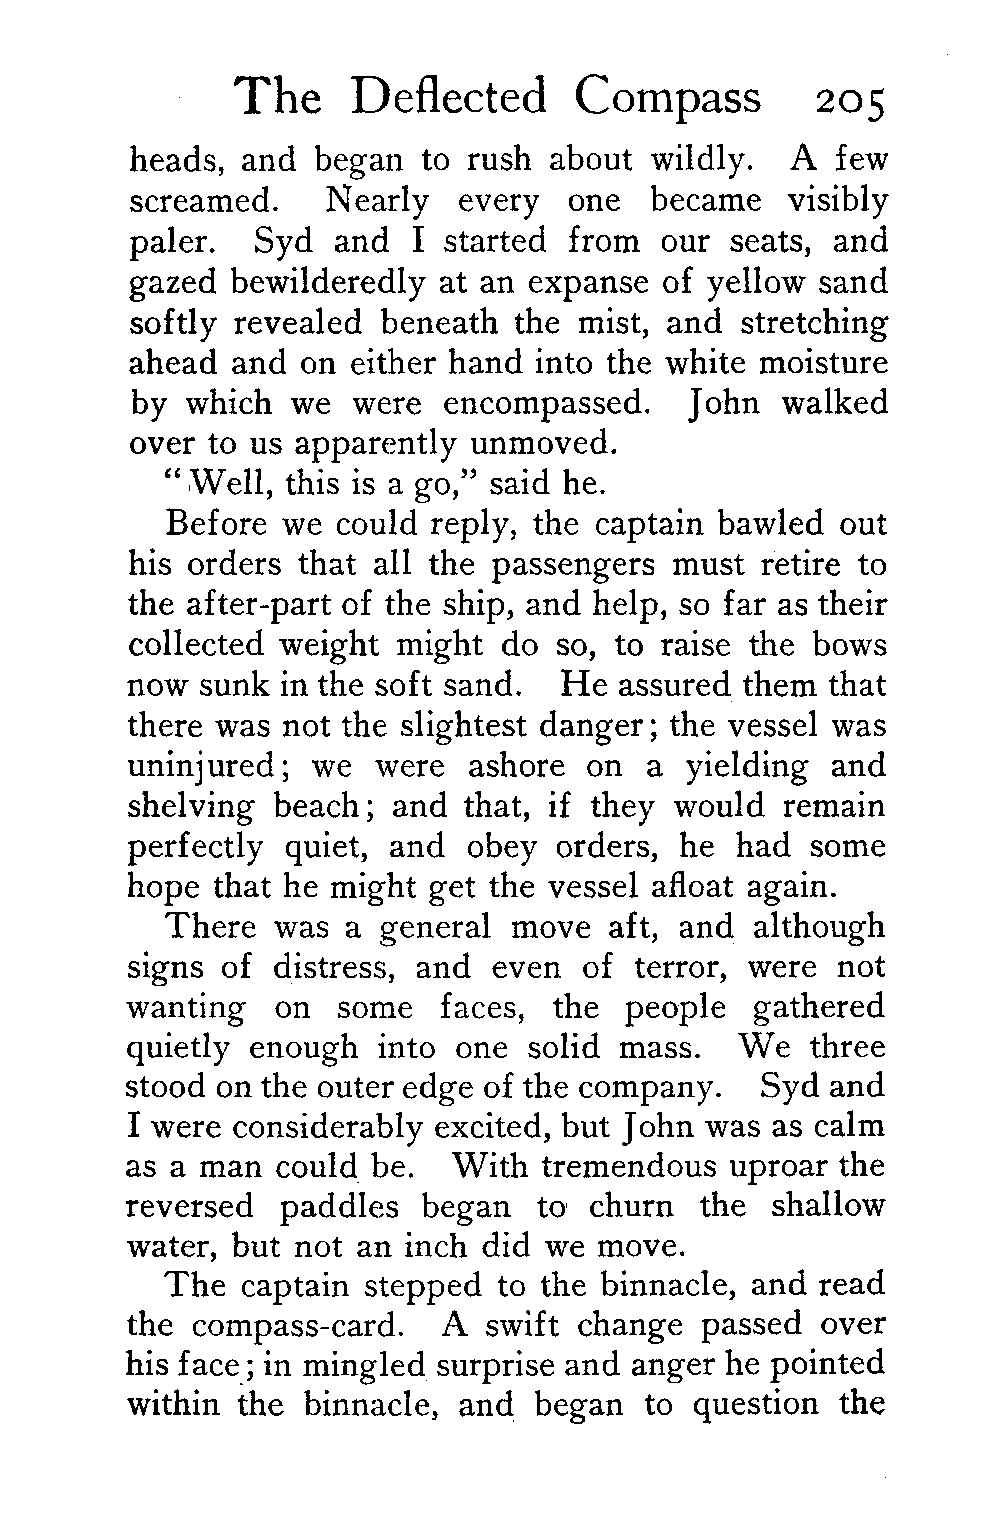 The Deflected Compass 205
heads, and began to rush about wildly. A few
screamed. Nearly every one became visibly
paler. Syd and I started from our seats, and
gazed bewilderedly at an expanse of yellow sand
softly revealed beneath the mist, and stretching
ahead and on either hand into the white moisture
by which we were encompassed. John walked
over to us apparently unmoved.
“Well, this is a go,” said he.
Before we could reply, the captain bawled out
his orders that all the passengers must retire to
the after-part of the ship, and help, so far as their
collected weight might do so, to raise the bows
now sunk in the soft sand. He assured them that
there was not the slightest danger; the vessel was
uninjured; we were ashore on a yielding and
shelving beach; and that, if they would remain
perfectly quiet, and obey orders, he had some
hope that he might get the vessel afloat again.
There was a general move aft, and although
signs of distress, and even of terror, were not
wanting on some faces, the people gathered
quietly enough into one solid mass. We three
stood on the outer edge of the company. Syd and
I were considerably excited, but John was as calm
as a man could be. With tremendous uproar the
reversed paddles began to churn the shallow
water, but not an inch did we move.
The captain stepped to the binnacle, and read
the compass-card. A swift change passed over
his face; in mingled surprise and anger he pointed
within the binnacle, and began to question the